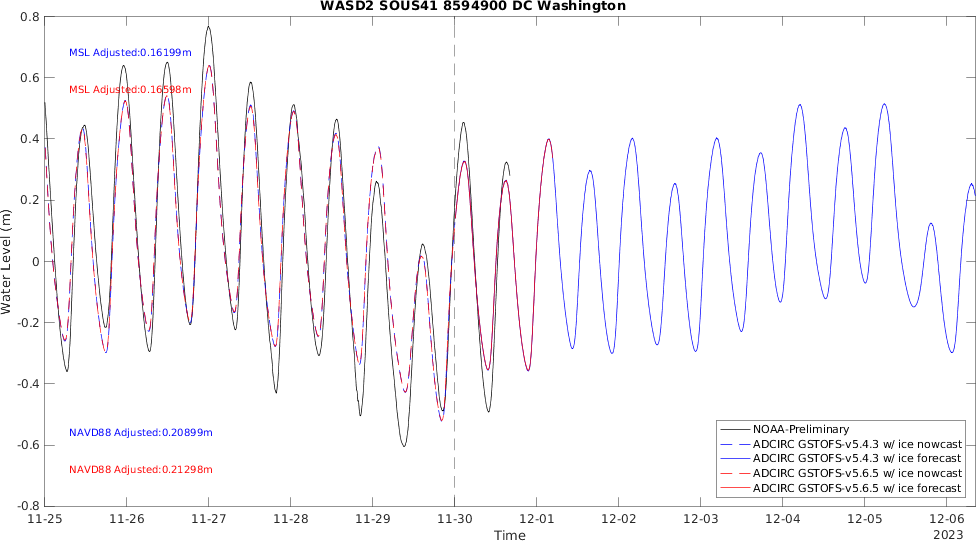 WASD2 SOUS41 8594900 DC Washington
0.8
0.6
0.4
0.2
0
-0.2
-0.4
-0.6
-0.8
Water Level (m)
MSL Adjusted:0.16199m
MSL Adjusted:0.16598m
NAVD88 Adjusted:0.20899m
NAVD88 Adjusted:0.21298m
NOAA-Preliminary
ADCIRC GSTOFS-v5.4.3 w/ ice nowcast
ADCIRC GSTOFS-v5.4.3 w/ ice forecast
ADCIRC GSTOFS-v5.6.5 w/ ice nowcast
ADCIRC GSTOFS-v5.6.5 w/ ice forecast
11-25 11-26 11-27 11-28 11-29 11-30 12-01 12-02 12-03 12-04 12-05 12-06
2023
Time